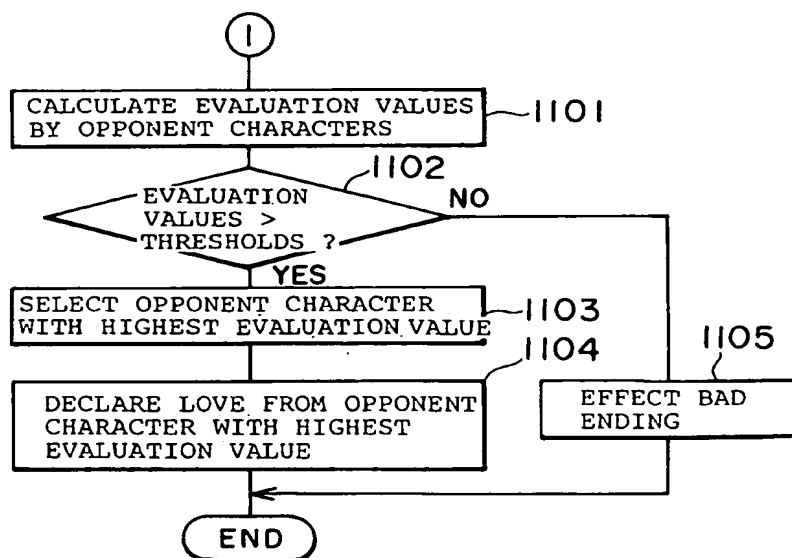 1
CALCULATE EVALUATION VALUES
BY OPPONENT CHARACTERS
1101
1102
EVALUATION
VALUES >
THRESHOLDS ?
NO
YES
SELECT OPPONENT CHARACTER
WITH HIGHEST EVALUATION VALUE
1103
1104
DECLARE LOVE FROM OPPONENT
CHARACTER WITH HIGHEST
EVALUATION VALUE
1105
EFFECT BAD
ENDING
END